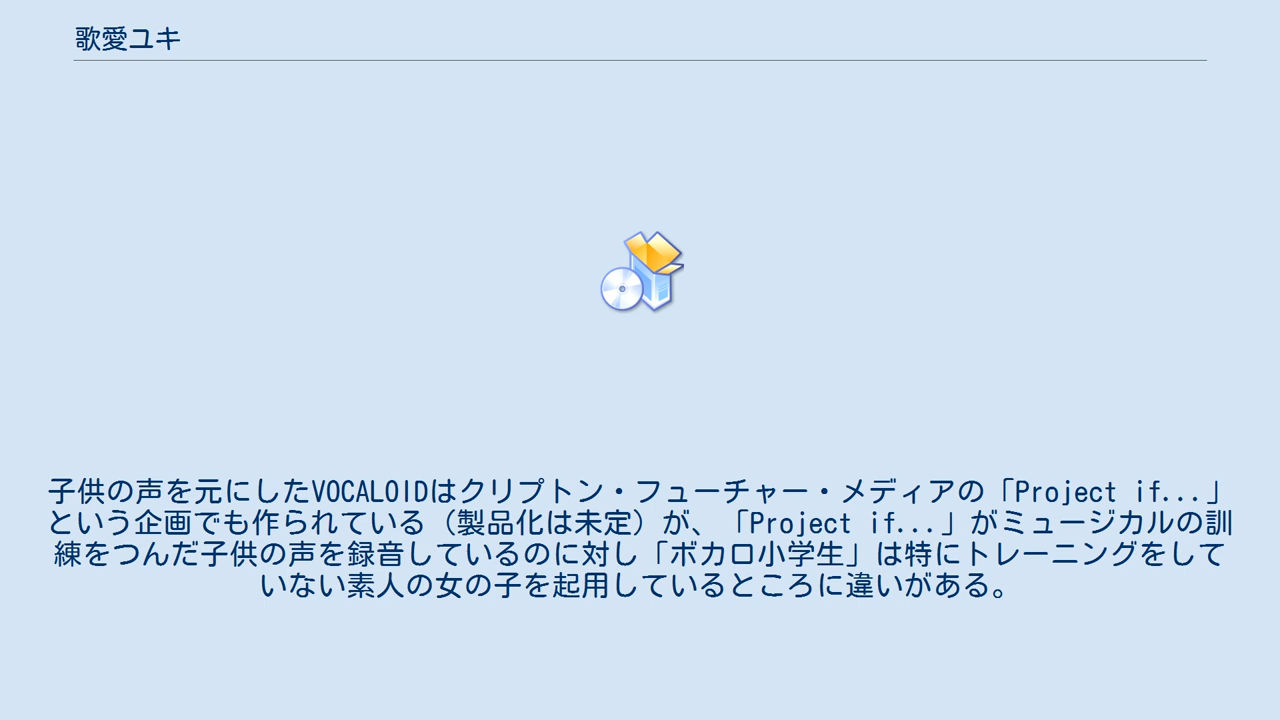 歌愛ユキ
子供の声を元にしたVOCALOIDはクリプトン・フューチャー・メディアの「Project if...」
という企画でも作られている（製品化は未定）が、「Project if...」がミュージカルの訓
練をつんだ子供の声を録音しているのに対し「ボカロ小学生」は特にトレーニングをして
いない素人の女の子を起用しているところに違いがある。